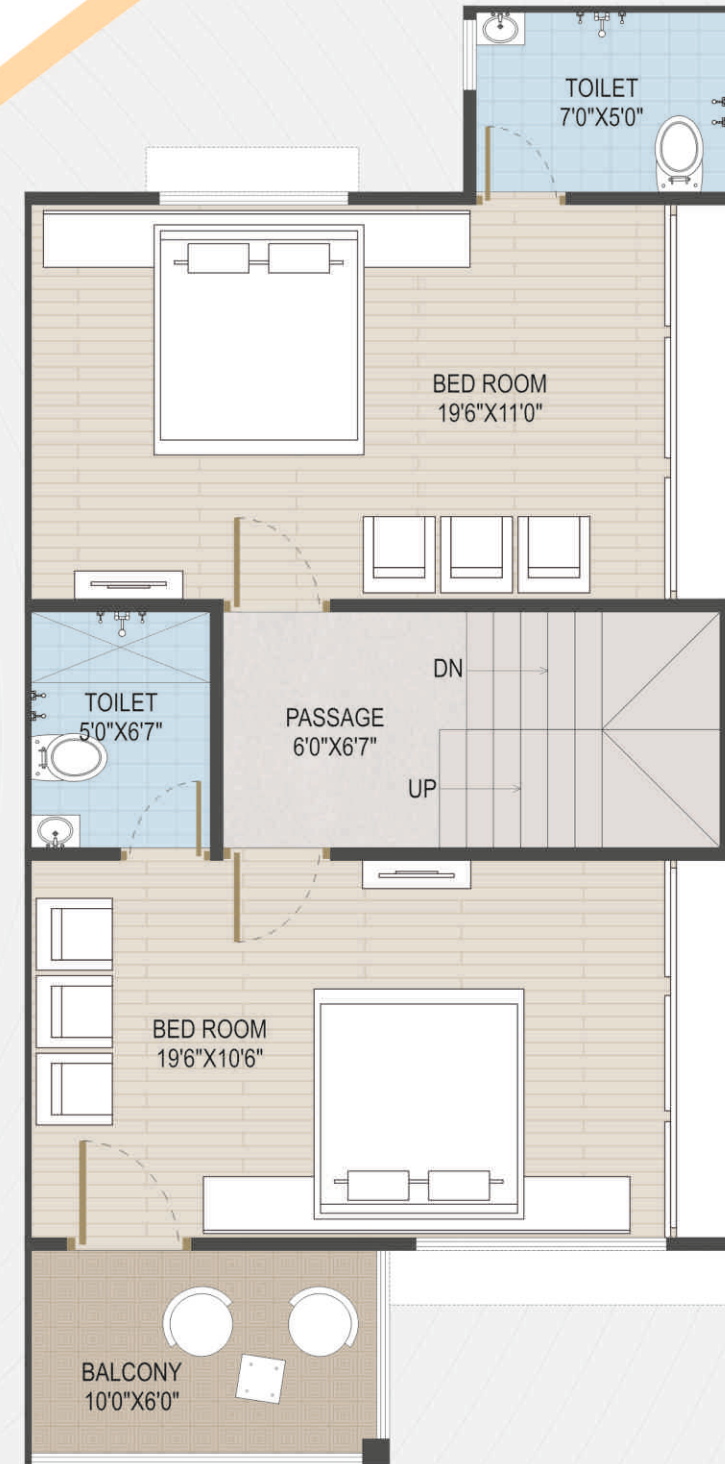 TOILET
7'0"X5'0"
BED ROOM
19'6"X11'0"
DN
TOILET
5'0"X6'7"
PASSAGE
6'0"X6'7"
UP
BED ROOM
19'6"X10'6"
BALCONY
10'0"X6'0"